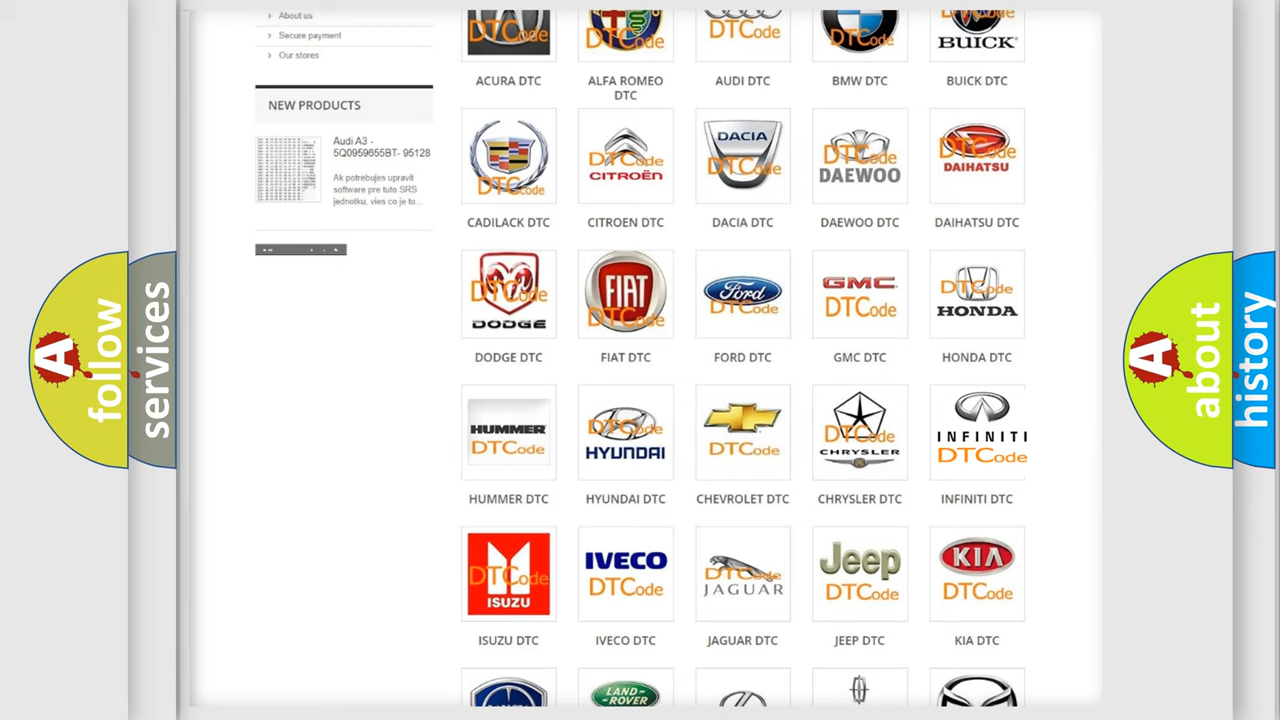 About us
Secure payment
Our stores
NEW PRODUCTS
Audi A3 -
5Q0959655BT- 95128
Ak potrebujes upravit
software pre tuto SRS
jednotku, vies co je to...
DTCode
DTCode
DTCode
DTCode
BUICK
ACURA DTC
ALFA ROMEO
DTC
AUDI DTC
BMW DTC
BUICK DTC
DTCode
DTCode
CITROËN
DACIA
DTCode
DTCode
DAEWOO
DTCode
DAIHATSU
CADILACK DTC
CITROEN DTC
DACIA DTC
DAEWOO DTC
DAIHATSU DTC
DTCode
DODGE
FIAT
DTCode
Ford
DTCode
GMC
DTCode
DTCode
HONDA
DODGE DTC
FIAT DTC
FORD DTC
GMC DTC
HONDA DTC
HUMMER
DTCode
DTCode
HYUNDAI
DTCode
DTCode
CHRYSLER
INFINITI
DTCode
HUMMER DTC
HYUNDAI DTC
CHEVROLET DTC
CHRYSLER DTC
INFINITI DTC
DTCode
ISUZU
IVECO
DTCode
DTCode
JAGUAR
Jeep
DTCode
KIA
DTCode
ISUZU DTC
IVECO DTC
JAGUAR DTC
JEEP DTC
KIA DTC
LAND-
ROVER
A follow
services
A about
history